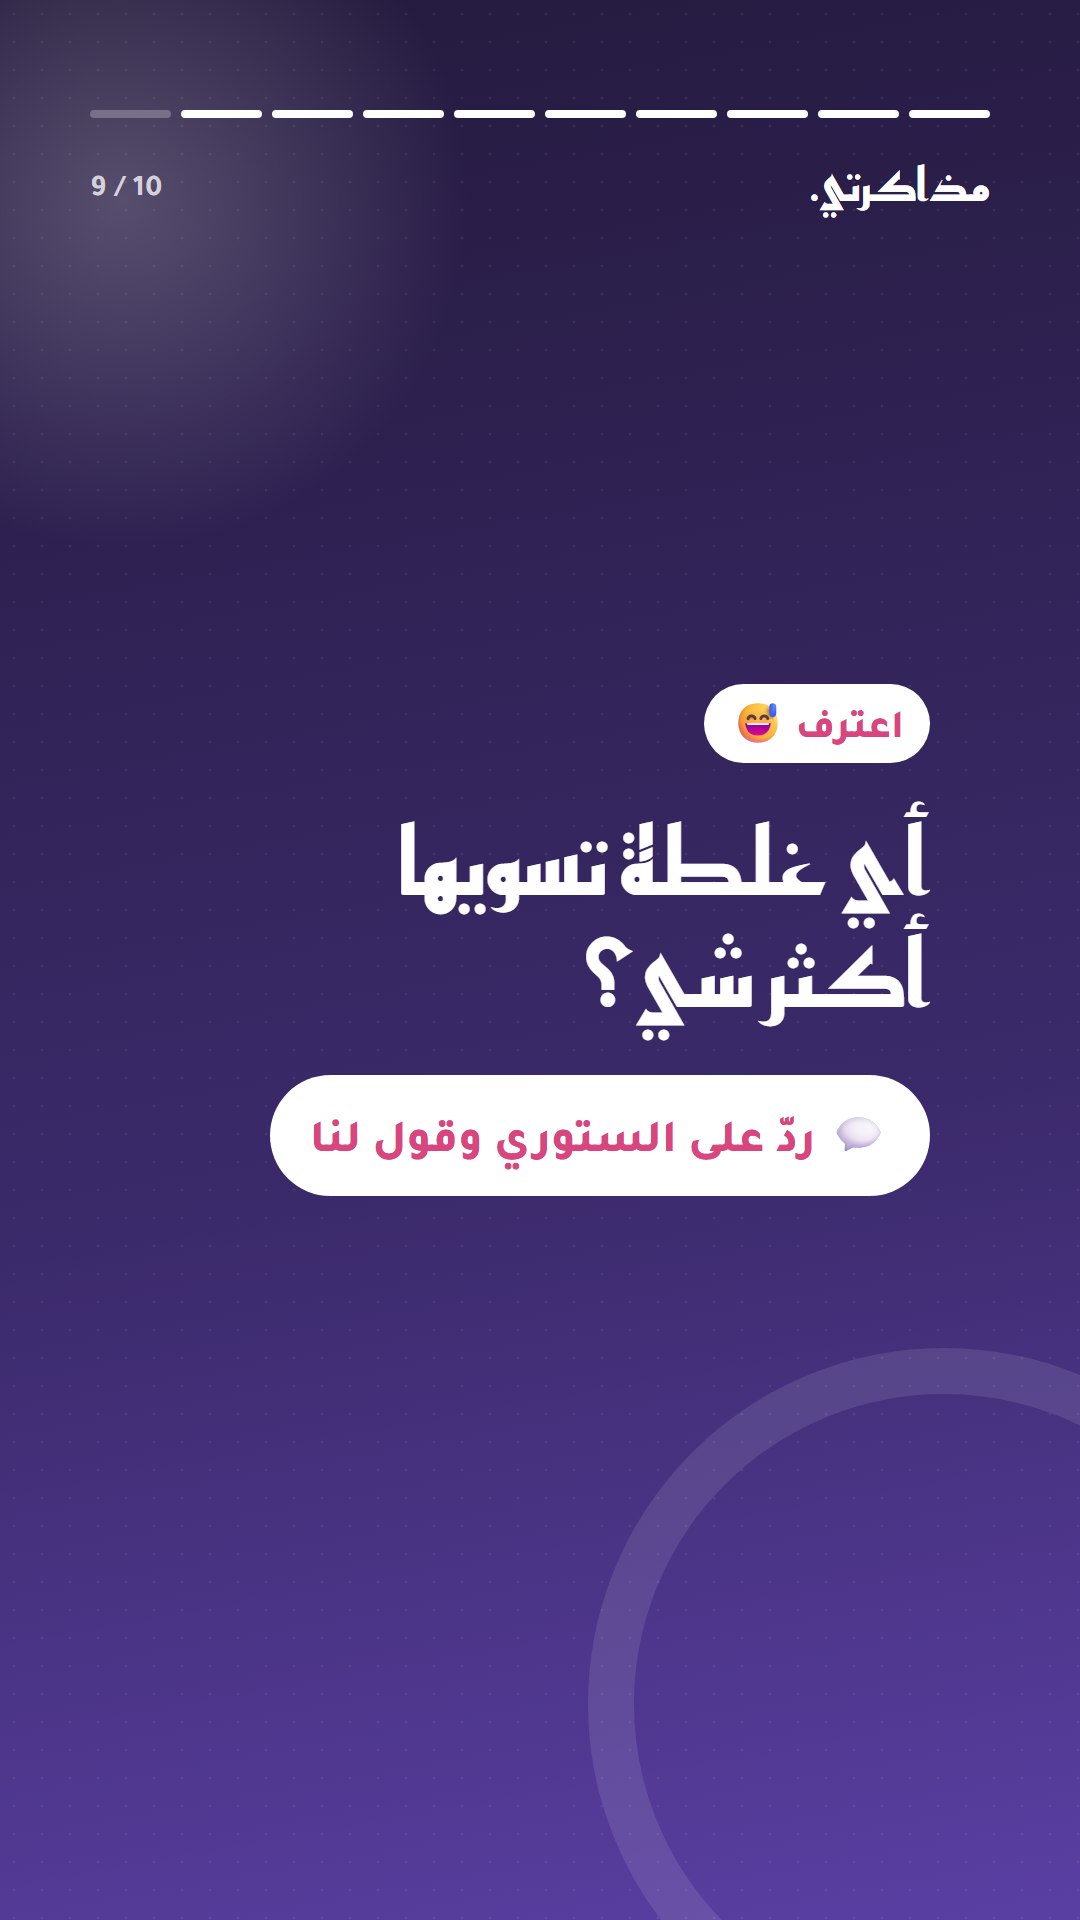 مذاكرتي.
9 / 10
اعترف 😅
أي غلطة تسويها
أكثر شي؟
💬 ردّ على الستوري وقول لنا